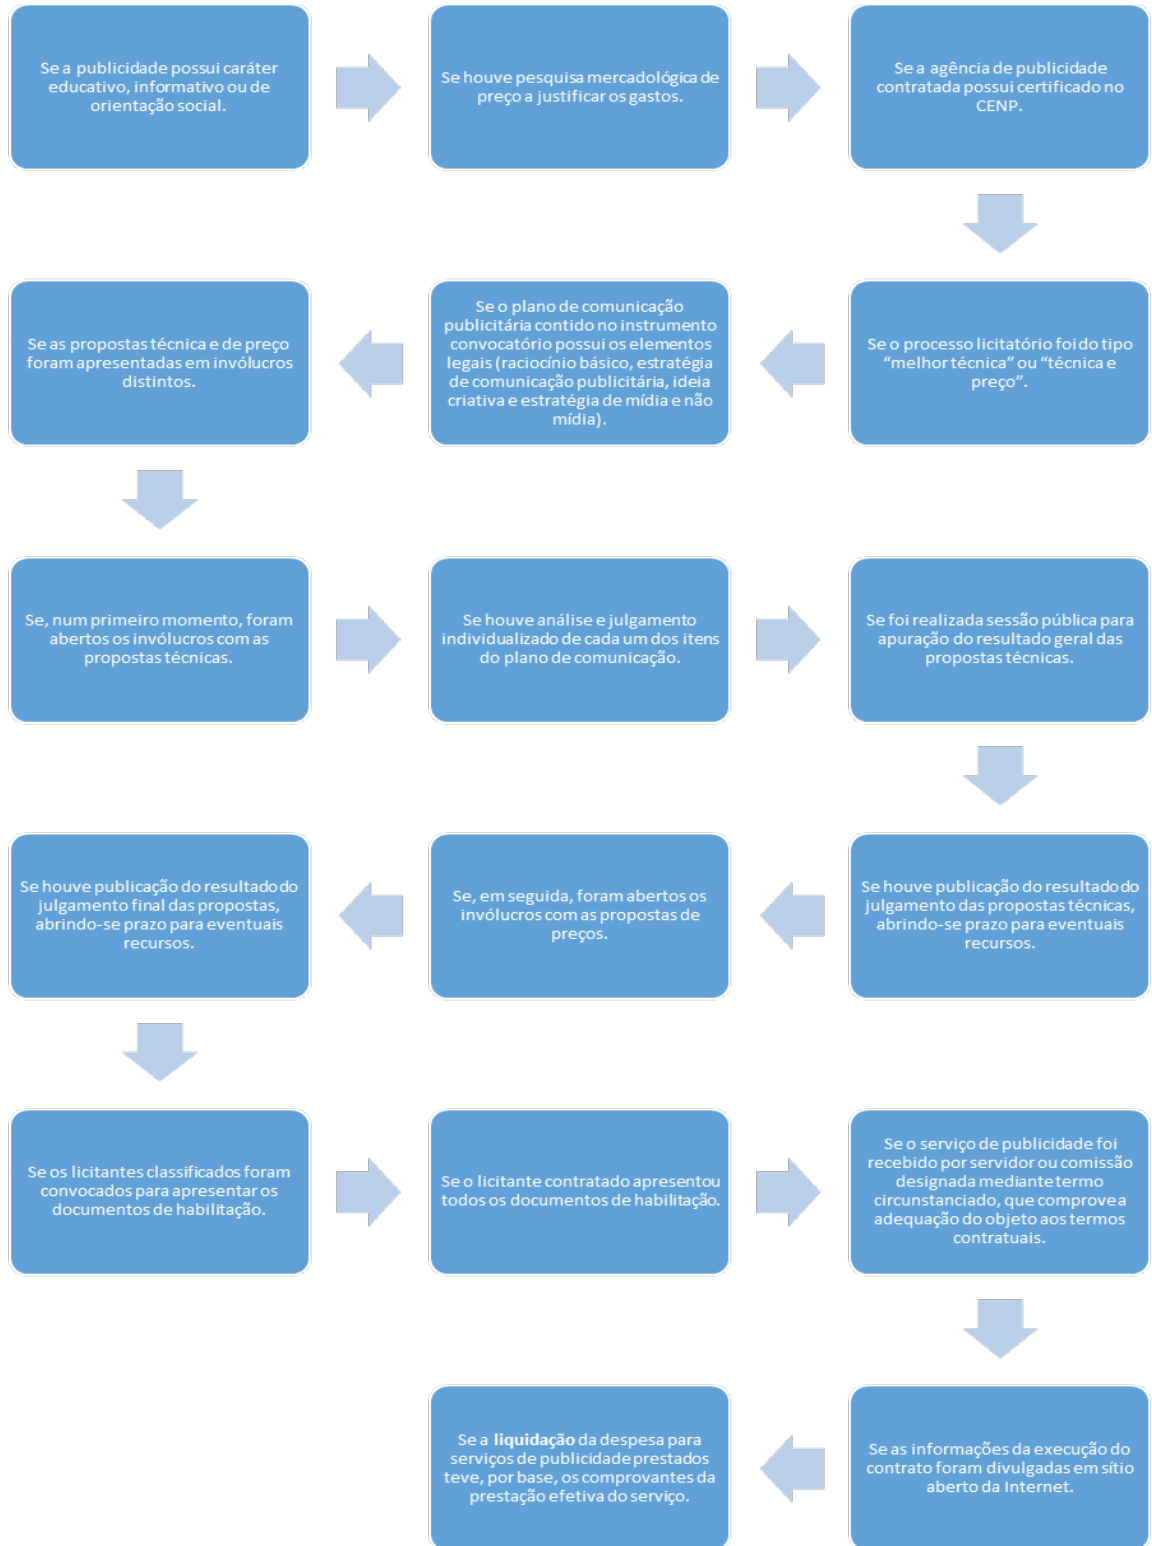 Se a publicidade possui caráter
educativo, informativo ou de
orientação social.
Se houve pesquisa mercadológica de
preço a justificar os gastos.
Se a agência de publicidade
contratada possui certificado no
CENP.
Se o processo licitatório foi do tipo
“melhor técnica” ou “técnica e
preço”.
Se o plano de comunicação
publicitária contido no instrumento
convocatório possui os elementos
legais (raciocínio básico, estratégia
de comunicação publicitária, ideia
criativa e estratégia de mídia e não
mídia).
Se as propostas técnica e de preço
foram apresentadas em invólucros
distintos.
Se, num primeiro momento, foram
abertos os invólucros com as
propostas técnicas.
Se houve análise e julgamento
individualizado de cada um dos itens
do plano de comunicação.
Se foi realizada sessão pública para
apuração do resultado geral das
propostas técnicas.
Se houve publicação do resultado do
julgamento das propostas técnicas,
abrindo-se prazo para eventuais
recursos.
Se, em seguida, foram abertos os
invólucros com as propostas de
preços.
Se houve publicação do resultado do
julgamento final das propostas,
abrindo-se prazo para eventuais
recursos.
Se os licitantes classificados foram
convocados para apresentar os
documentos de habilitação.
Se o licitante contratado apresentou
todos os documentos de habilitação.
Se o serviço de publicidade foi
recebido por servidor ou comissão
designada mediante termo
circunstanciado, que comprove a
adequação do objeto aos termos
contratuais.
Se as informações da execução do
contrato foram divulgadas em sítio
aberto da Internet.
Se a liquidação da despesa para
serviços de publicidade prestados
teve, por base, os comprovantes da
prestação efetiva do serviço.